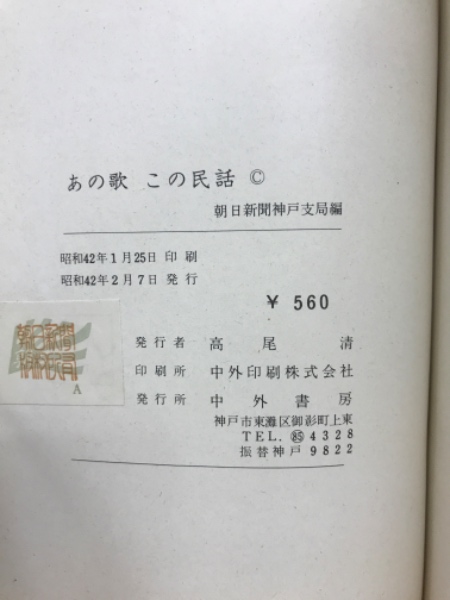 あの歌 この民話 ©
朝日新聞神戸支局編
昭和42年1月25日 印刷
昭和42年2月7日 発行
¥ 560
発行者 高尾清
印刷所 中外印刷株式会社
発行所 中外書房
神戸市東灘区御影町上東
TEL. ㊇ 4328
振替神戸 9822
A